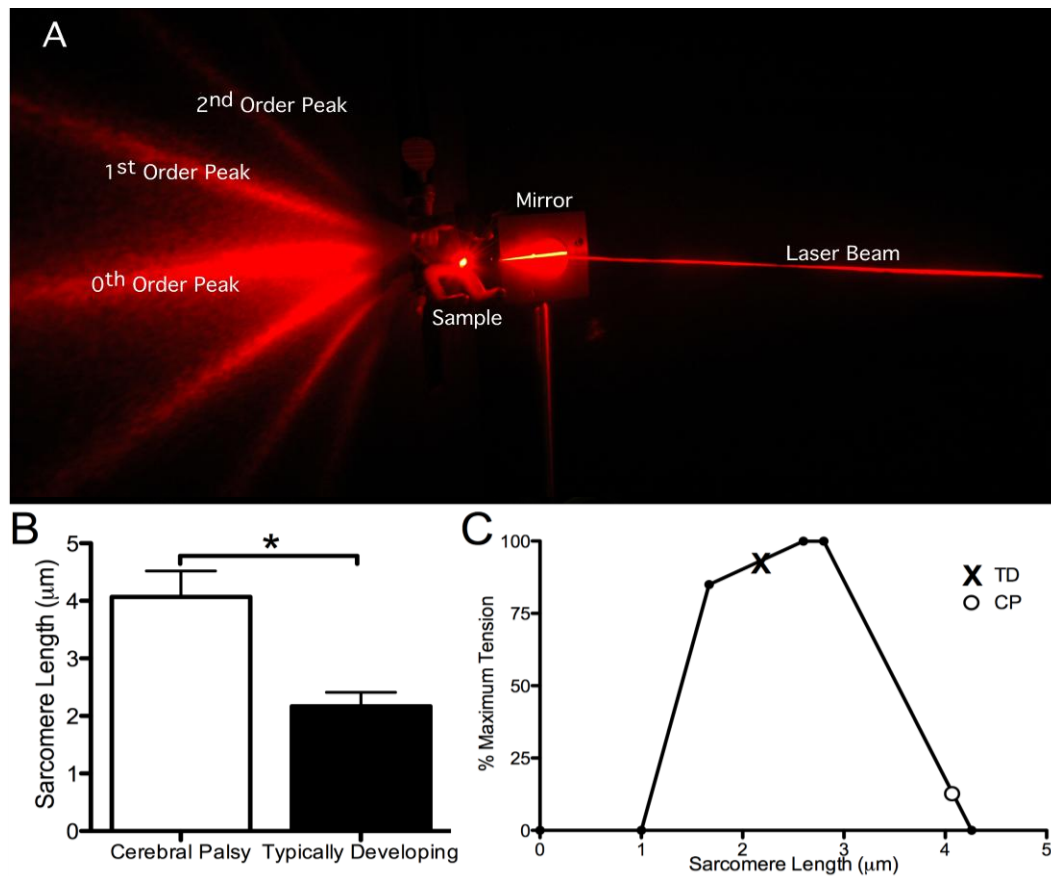 A
2nd Order Peak
1st Order Peak
0th Order Peak
Sample
Mirror
Laser Beam
B
Sarcomere Length (μm)
5
4
3
2
1
0
*
Cerebral Palsy Typically Developing
C
% Maximum Tension
100
75
50
25
0
0 1 2 3 4 5
Sarcomere Length (μm)
X TD
CP